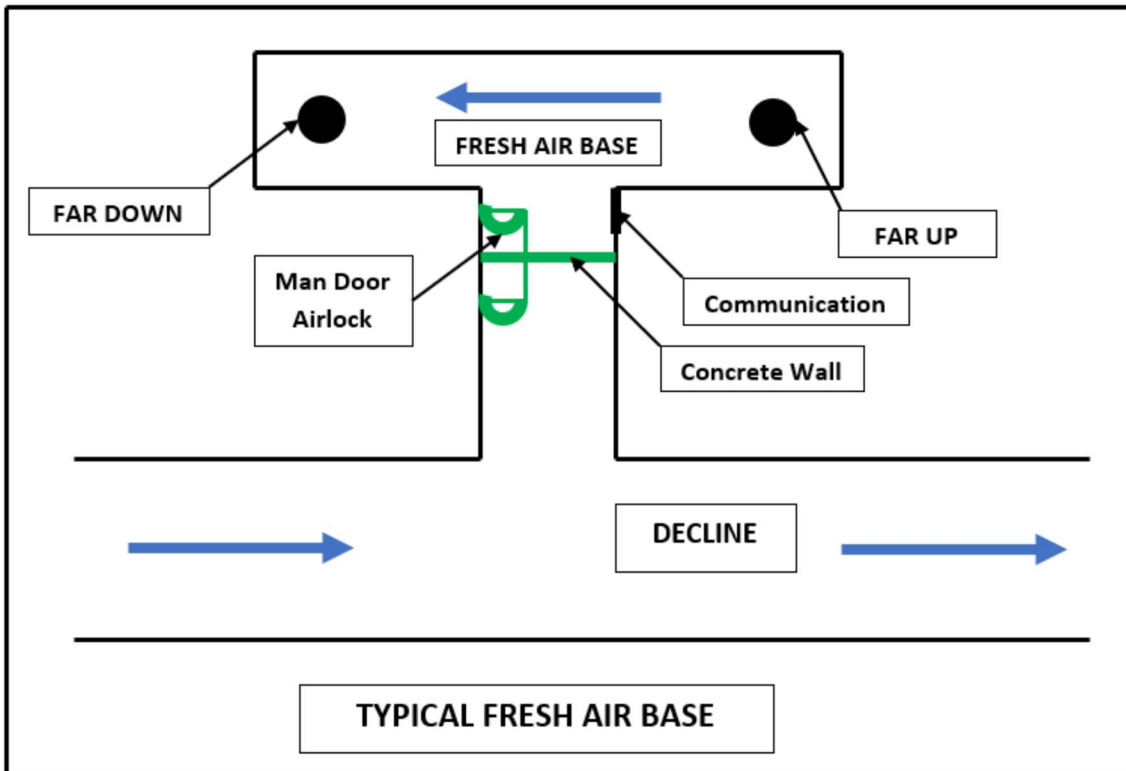 FRESH AIR BASE
FAR DOWN
FAR UP
Man Door
Airlock
Communication
Concrete Wall
DECLINE
TYPICAL FRESH AIR BASE